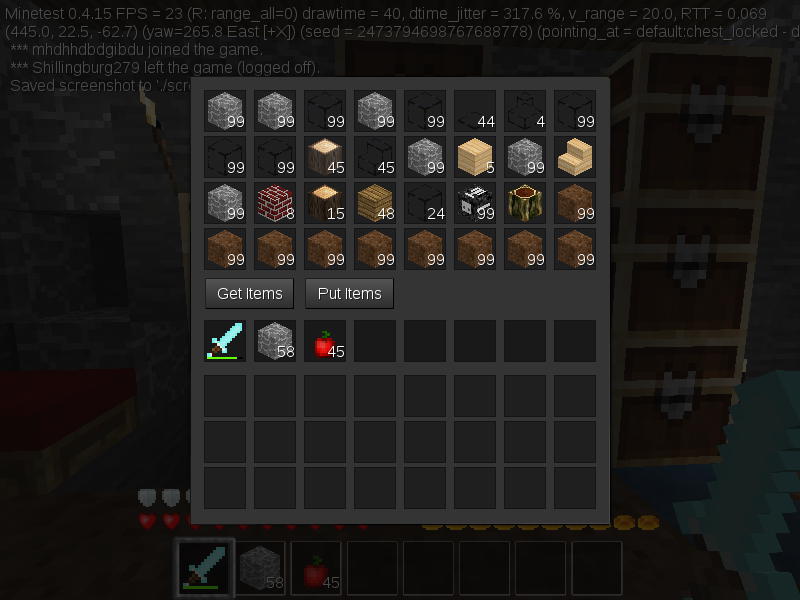 Minetest 0.4.15 FPS = 23 (R: range_all=0) drawtime = 40, dtime_jitter = 317.6 %, v_range = 20.0, RTT = 0.069
(445.0, 22.5, -62.7) (yaw=265.8 East [+X]) (seed = 2473794698767688778) (pointing_at = default:chest_locked - d
*** mhdhhdbdgibdu joined the game.
*** Shillingburg279 left the game (logged off).
Saved screenshot to './scre
99 99 99 99 99 44 4 99
99 99 45 45 99 5 99
99 8 15 48 24 99 99
99 99 99 99 99 99 99 99
Get Items Put Items
58 45
58 45